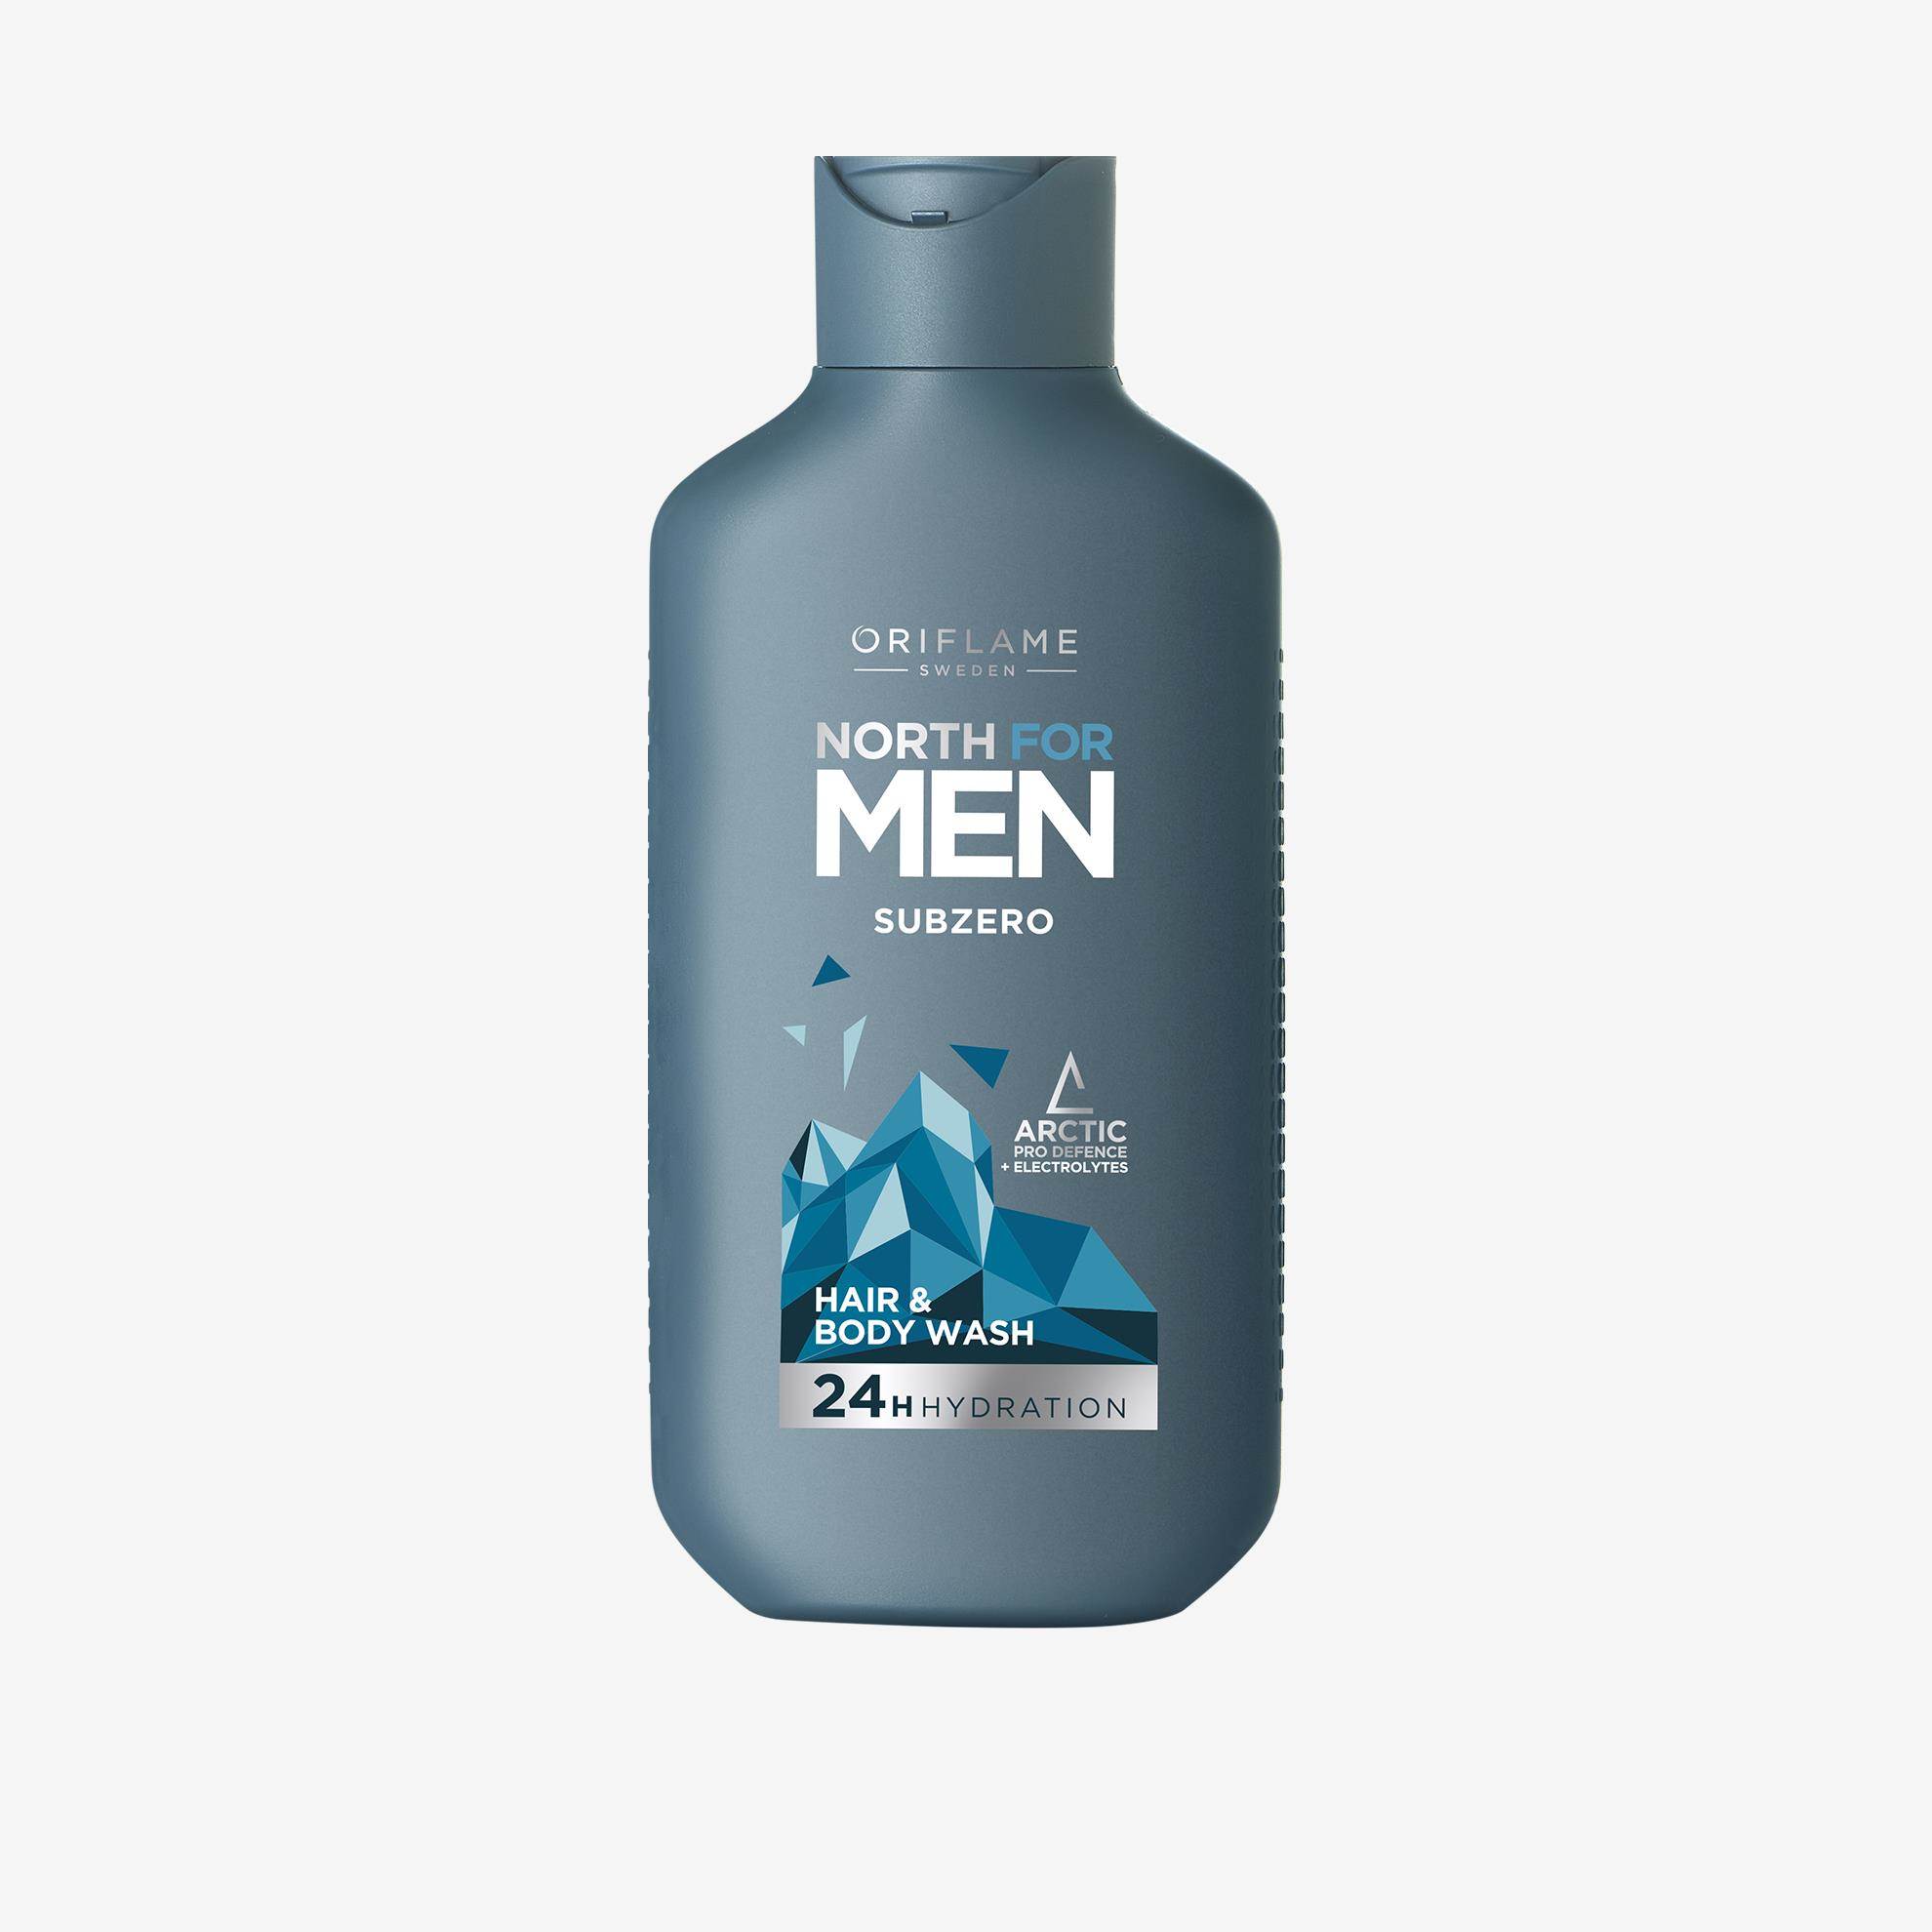 ORIFLAME
SWEDEN
NORTH FOR
MEN
SUBZERO
ARCTIC
PRO DEFENCE
+ ELECTROLYTES
HAIR &
BODY WASH
24H HYDRATION